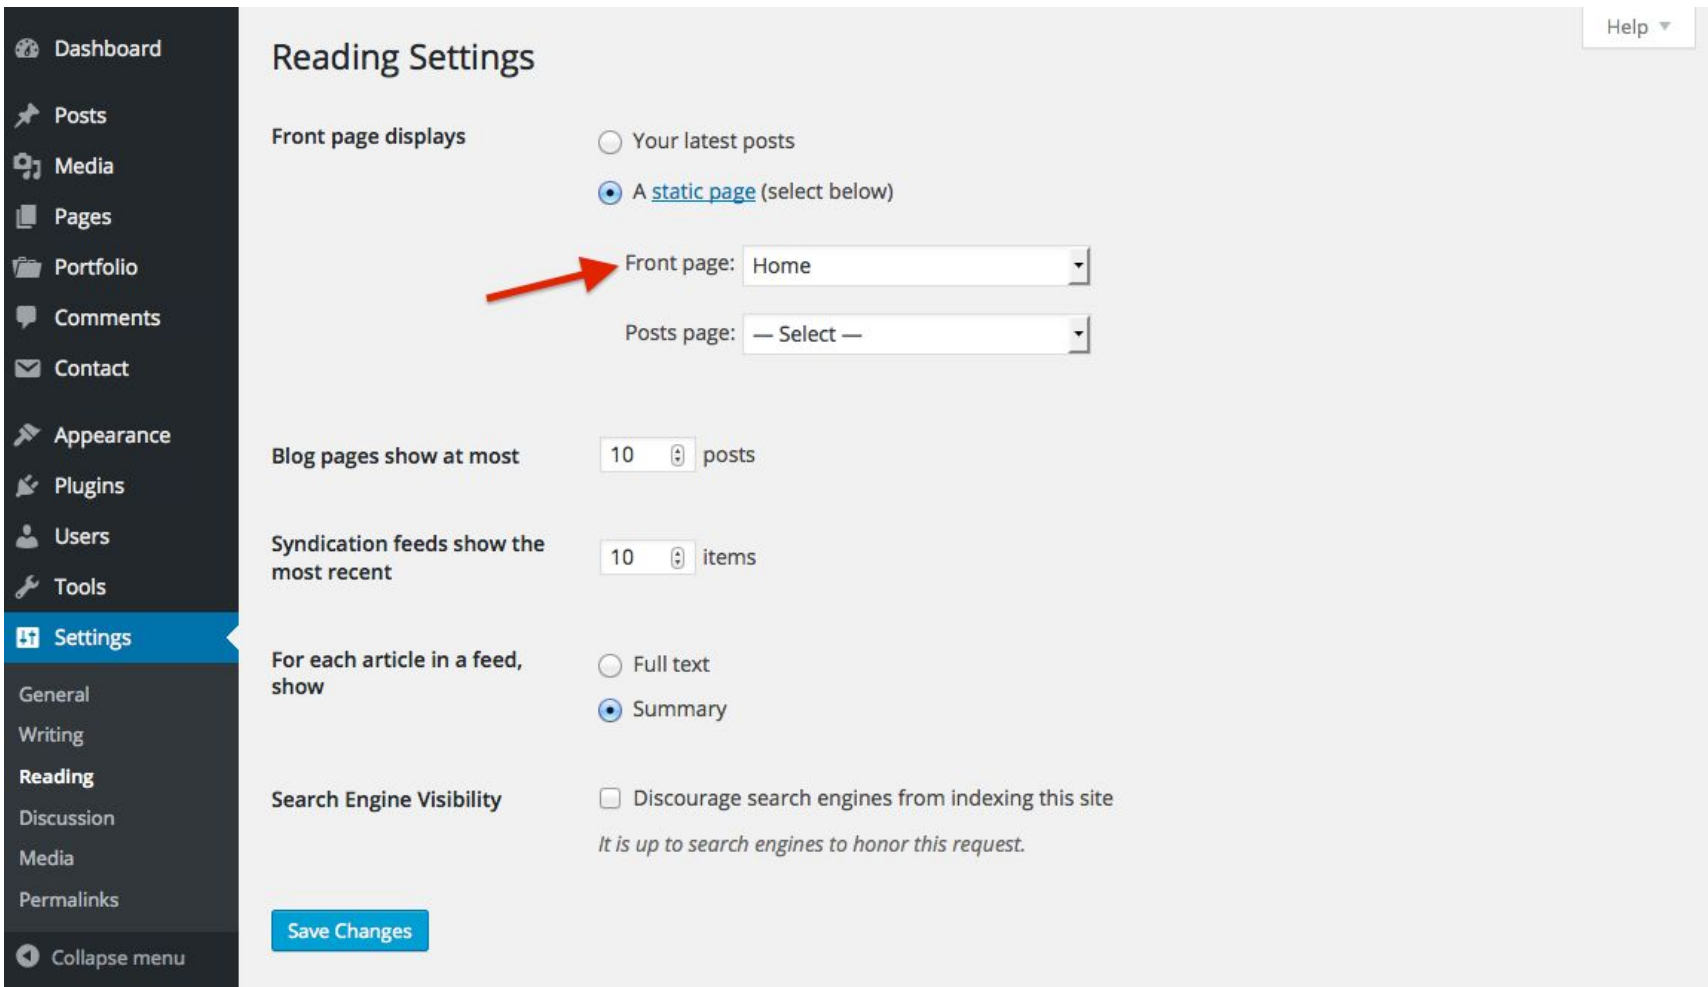 Dashboard
Posts
Media
Pages
Portfolio
Comments
Contact
Appearance
Plugins
Users
Tools
Settings
General
Writing
Reading
Discussion
Media
Permalinks
Collapse menu
Help
Reading Settings
Front page displays
Your latest posts
A static page (select below)
Front page: Home
Posts page: — Select —
Blog pages show at most 10 posts
Syndication feeds show the
most recent
10 items
For each article in a feed,
show
Full text
Summary
Search Engine Visibility
Discourage search engines from indexing this site
It is up to search engines to honor this request.
Save Changes